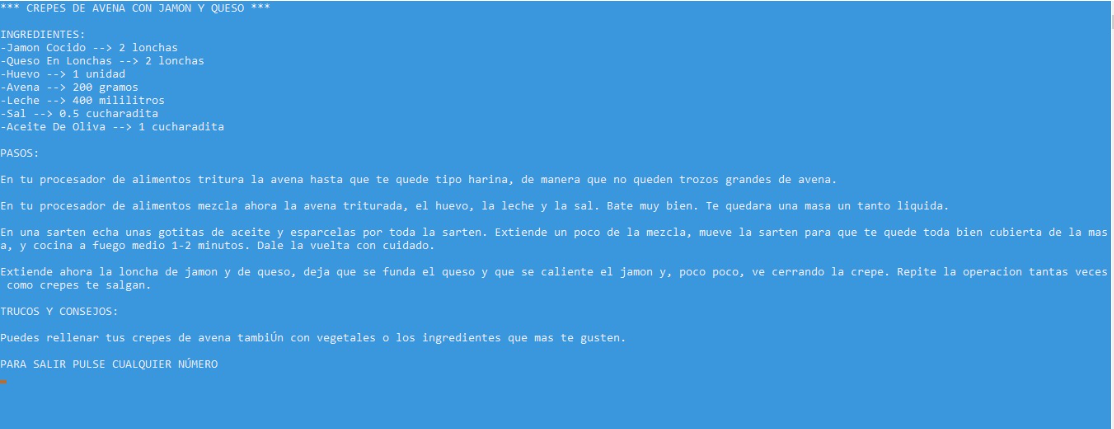 *** CREPES DE AVENA CON JAMON Y QUESO ***
INGREDIENTES:
-Jamon Cocido --> 2 lonchas
-Queso En Lonchas --> 2 lonchas
-Huevo --> 1 unidad
-Avena --> 200 gramos
-Leche --> 400 mililitros
-Sal --> 0.5 cucharadita
-Aceite De Oliva --> 1 cucharadita
PASOS:
En tu procesador de alimentos tritura la avena hasta que te quede tipo harina, de manera que no queden trozos grandes de avena.
En tu procesador de alimentos mezcla ahora la avena triturada, el huevo, la leche y la sal. Bate muy bien. Te quedara una masa un tanto liquida.
En una sarten echa unas gotitas de aceite y esparcelas por toda la sarten. Extiende un poco de la mezcla, mueve la sarten para que te quede toda bien cubierta de la mas
a, y cocina a fuego medio 1-2 minutos. Dale la vuelta con cuidado.
Extiende ahora la loncha de jamon y de queso, deja que se funda el queso y que se caliente el jamon y, poco poco, ve cerrando la crepe. Repite la operacion tantas veces
como crepes te salgan.
TRUCOS Y CONSEJOS:
Puedes rellenar tus crepes de avena tambiÚn con vegetales o los ingredientes que mas te gusten.
PARA SALIR PULSE CUALQUIER NÚMERO